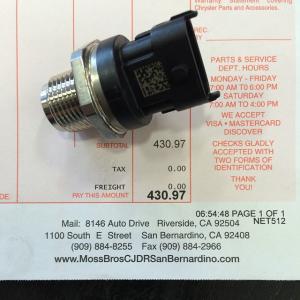 Warranty Statement covering
Chrysler Parts and Accessories.
PARTS &
SERVICE
DEPT. HOURS
MONDAY - FRIDAY
7:00 AM TO 6:00 PM
SATURDAY
7:00 AM TO 4:00 PM
WE ACCEPT
VISA • MASTERCARD
DISCOVER
CHECKS GLADLY
ACCEPTED WITH
TWO FORMS OF
IDENTIFICATION
SUBTOTAL 430.97
TAX 0.00
FREIGHT 0.00
PAY THIS AMOUNT 430.97
06:54:48 PAGE 1 OF 1
NET512
Mail: 8146 Auto Drive Riverside, CA 92504
1100 South E Street San Bernardino, CA 92408
(909) 884-8255 Fax (909) 884-2966
www.MossBrosCJDRSanBernardino.com